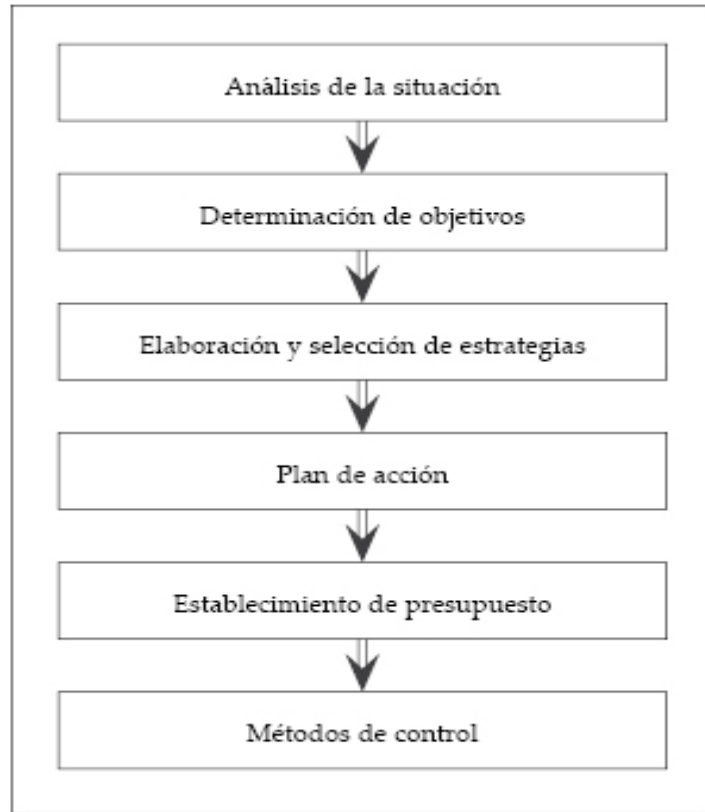 Análisis de la situación
Determinación de objetivos
Elaboración y selección de estrategias
Plan de acción
Establecimiento de presupuesto
Métodos de control